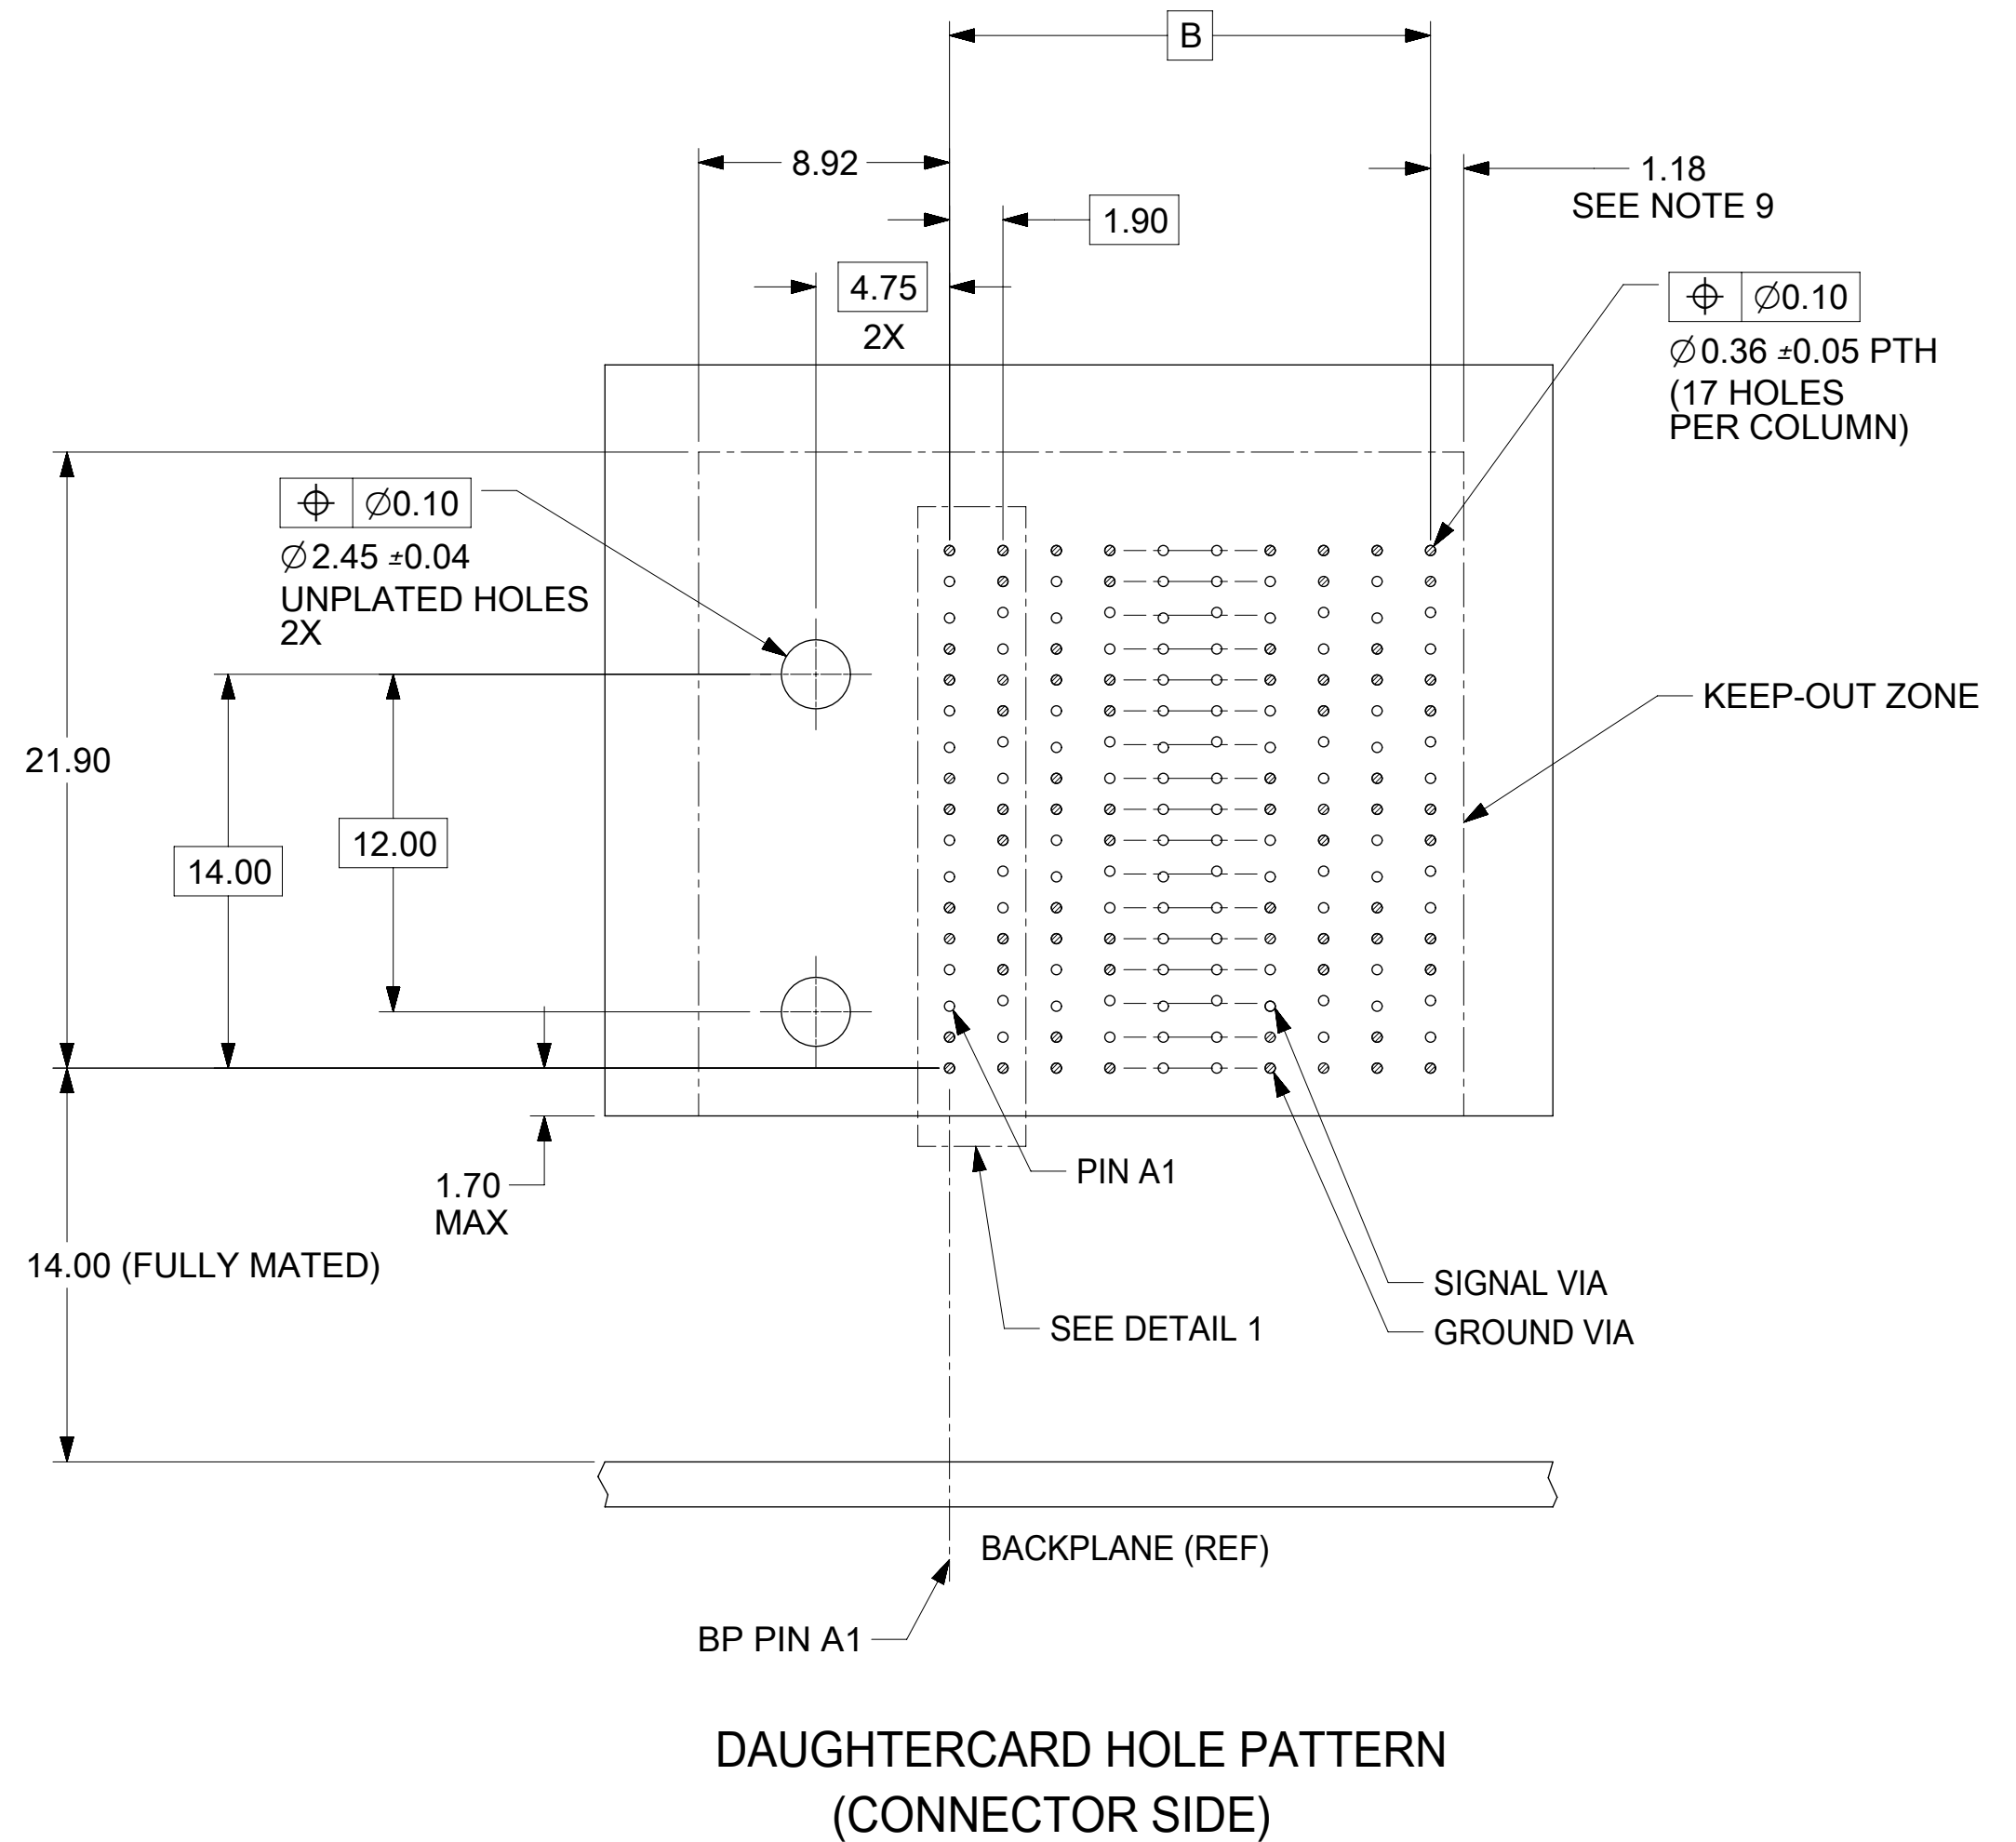 B
8.92
1.18
SEE NOTE 9
1.90
4.75
2X
⌖ ∅0.10
∅0.36 ±0.05 PTH
(17 HOLES
PER COLUMN)
⌖ ∅0.10
∅2.45 ±0.04
UNPLATED HOLES
2X
KEEP-OUT ZONE
21.90
12.00
14.00
PIN A1
1.70
MAX
14.00 (FULLY MATED)
SIGNAL VIA
SEE DETAIL 1
GROUND VIA
BACKPLANE (REF)
BP PIN A1
DAUGHTERCARD HOLE PATTERN
(CONNECTOR SIDE)